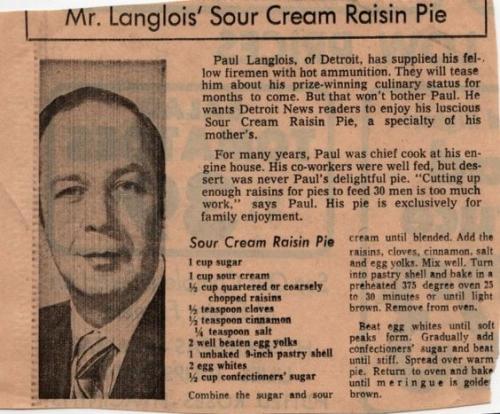 Mr. Langlois' Sour Cream Raisin Pie
Paul Langlois, of Detroit, has supplied his fel-
low firemen with hot ammunition. They will tease
him about his prize-winning culinary status for
months to come. But that won't bother Paul. He
wants Detroit News readers to enjoy his luscious
Sour Cream Raisin Pie, a specialty of his
mother's.
For many years, Paul was chief cook at his en-
gine house. His co-workers were well fed, but des-
sert was never Paul's delightful pie. "Cutting up
enough raisins for pies to feed 30 men is too much
work," says Paul. His pie is exclusively for
family enjoyment.
Sour Cream Raisin Pie
1 cup sugar
1 cup sour cream
½ cup quartered or coarsely
chopped raisins
½ teaspoon cloves
½ teaspoon cinnamon
¼ teaspoon salt
2 well beaten egg yolks
1 unbaked 9-inch pastry shell
2 egg whites
½ cup confectioners' sugar
Combine the sugar and sour
cream until blended. Add the
raisins, cloves, cinnamon, salt
and egg yolks. Mix well. Turn
into pastry shell and bake in a
preheated 375 degree oven 25
to 30 minutes or until light
brown. Remove from oven.
Beat egg whites until soft
peaks form. Gradually add
confectioners' sugar and beat
until stiff. Spread over warm
pie. Return to oven and bake
until meringue is golde
brown.